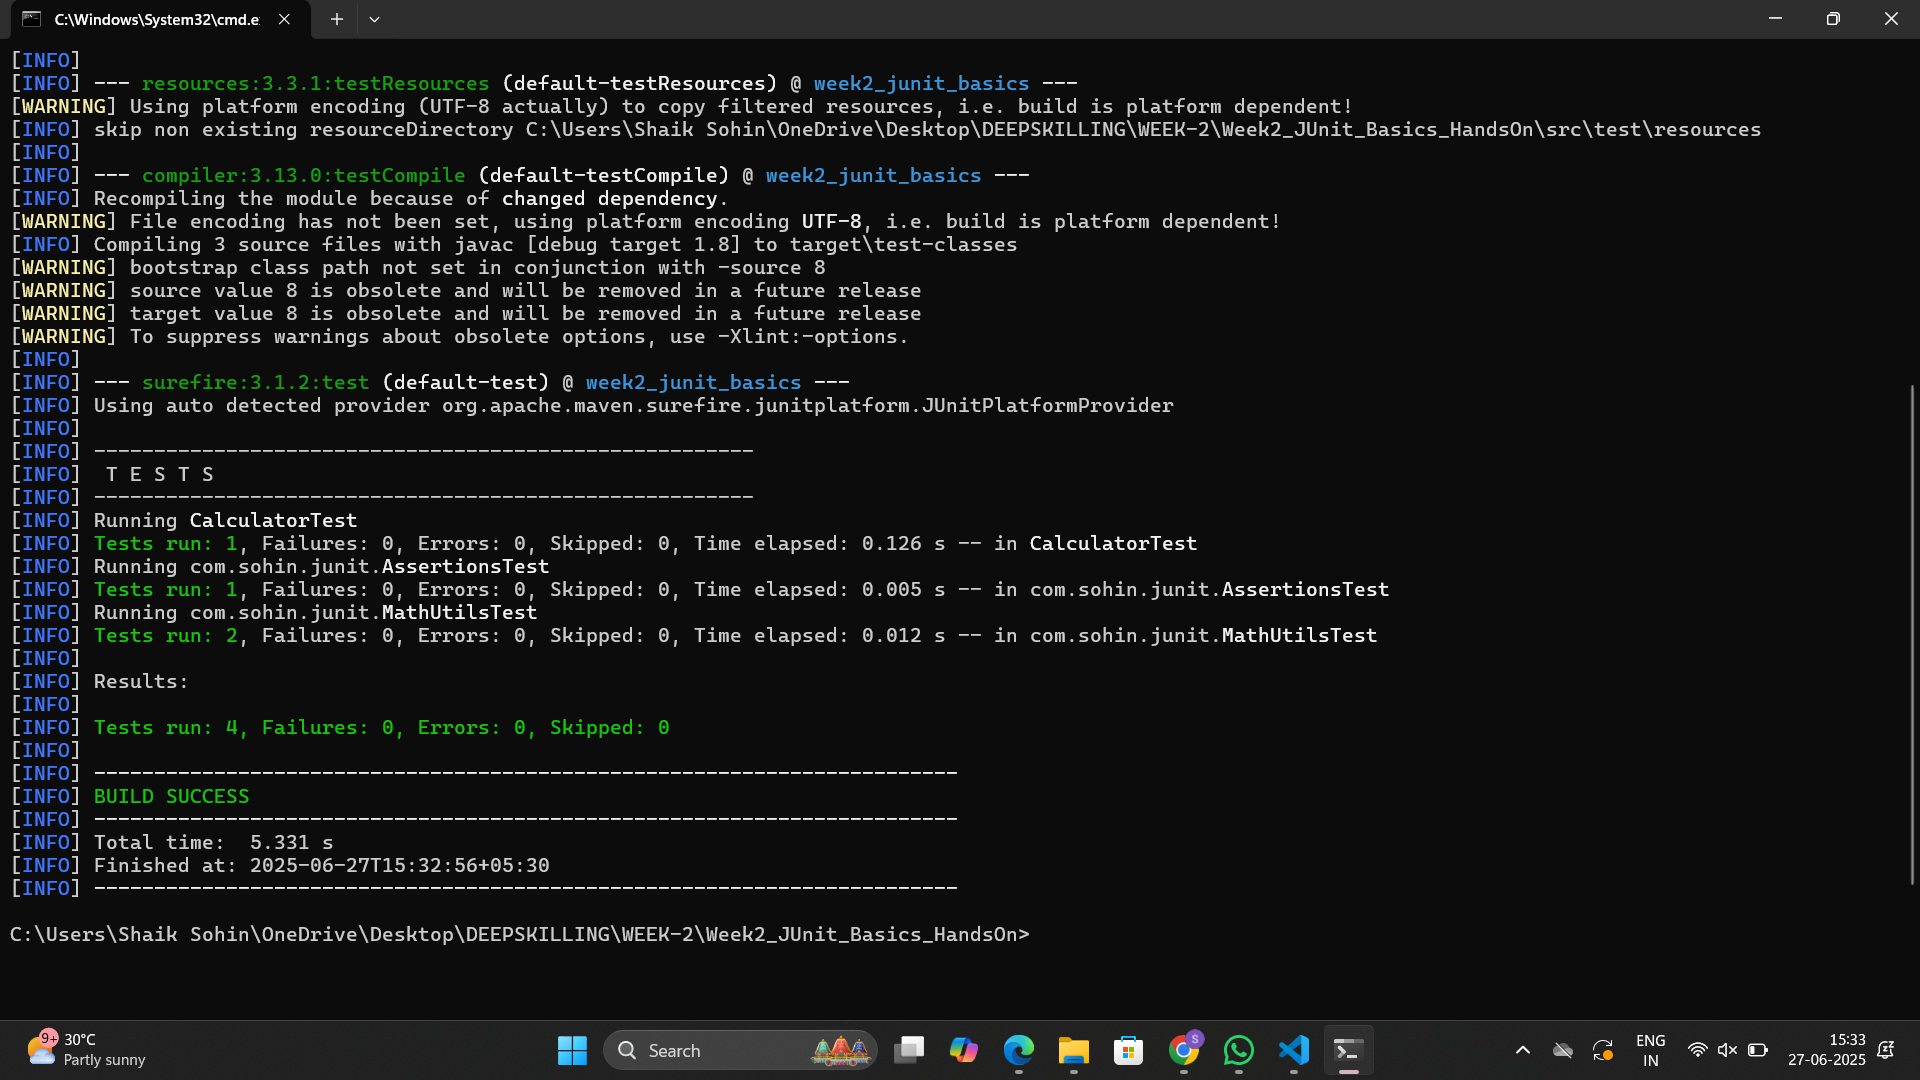 C:\Windows\System32\cmd.e
[INFO]
[INFO] --- resources:3.3.1:testResources (default-testResources) @ week2_junit_basics ---
[WARNING] Using platform encoding (UTF-8 actually) to copy filtered resources, i.e. build is platform dependent!
[INFO] skip non existing resourceDirectory C:\Users\Shaik Sohin\OneDrive\Desktop\DEEPSKILLING\WEEK-2\Week2_JUnit_Basics_HandsOn\src\test\resources
[INFO]
[INFO] --- compiler:3.13.0:testCompile (default-testCompile) @ week2_junit_basics ---
[INFO] Recompiling the module because of changed dependency.
[WARNING] File encoding has not been set, using platform encoding UTF-8, i.e. build is platform dependent!
[INFO] Compiling 3 source files with javac [debug target 1.8] to target\test-classes
[WARNING] bootstrap class path not set in conjunction with -source 8
[WARNING] source value 8 is obsolete and will be removed in a future release
[WARNING] target value 8 is obsolete and will be removed in a future release
[WARNING] To suppress warnings about obsolete options, use -Xlint:-options.
[INFO]
[INFO] --- surefire:3.1.2:test (default-test) @ week2_junit_basics ---
[INFO] Using auto detected provider org.apache.maven.surefire.junitplatform.JUnitPlatformProvider
[INFO]
[INFO] -------------------------------------------------------
[INFO]  T E S T S
[INFO] -------------------------------------------------------
[INFO] Running CalculatorTest
[INFO] Tests run: 1, Failures: 0, Errors: 0, Skipped: 0, Time elapsed: 0.126 s -- in CalculatorTest
[INFO] Running com.sohin.junit.AssertionsTest
[INFO] Tests run: 1, Failures: 0, Errors: 0, Skipped: 0, Time elapsed: 0.005 s -- in com.sohin.junit.AssertionsTest
[INFO] Running com.sohin.junit.MathUtilsTest
[INFO] Tests run: 2, Failures: 0, Errors: 0, Skipped: 0, Time elapsed: 0.012 s -- in com.sohin.junit.MathUtilsTest
[INFO]
[INFO] Results:
[INFO]
[INFO] Tests run: 4, Failures: 0, Errors: 0, Skipped: 0
[INFO]
[INFO] ------------------------------------------------------------------------
[INFO] BUILD SUCCESS
[INFO] ------------------------------------------------------------------------
[INFO] Total time:  5.331 s
[INFO] Finished at: 2025-06-27T15:32:56+05:30
[INFO] ------------------------------------------------------------------------
C:\Users\Shaik Sohin\OneDrive\Desktop\DEEPSKILLING\WEEK-2\Week2_JUnit_Basics_HandsOn>
9+
30°C
Partly sunny
Search
S
ENG
IN
15:33
27-06-2025